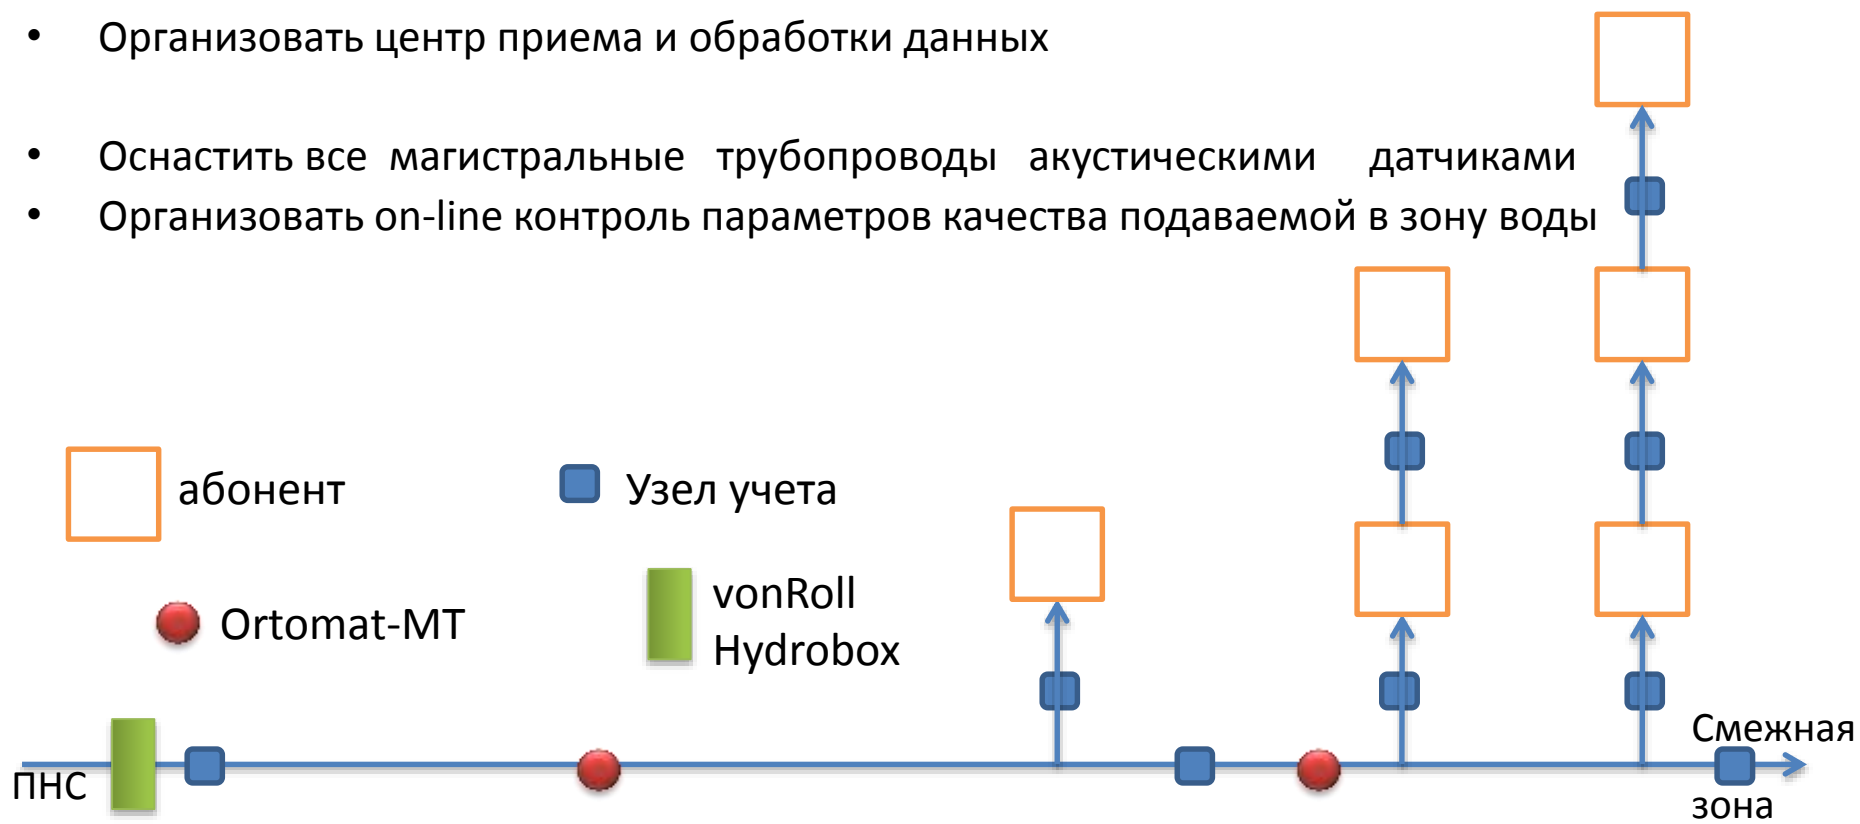 • Организовать центр приема и обработки данных
• Оснастить все магистральные трубопроводы акустическими датчиками
• Организовать on-line контроль параметров качества подаваемой в зону воды
абонент
Узел учета
Ortomat-MT
vonRoll
Hydrobox
ПНС
Смежная
зона